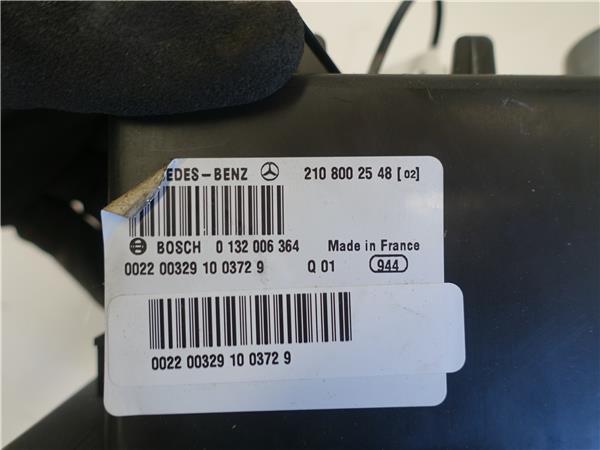 EDES-BENZ 210 800 25 48 [02]
BOSCH 0 132 006 364 Made in France
0022 00329 10 0372 9 Q 01 944
0022 00329 10 0372 9